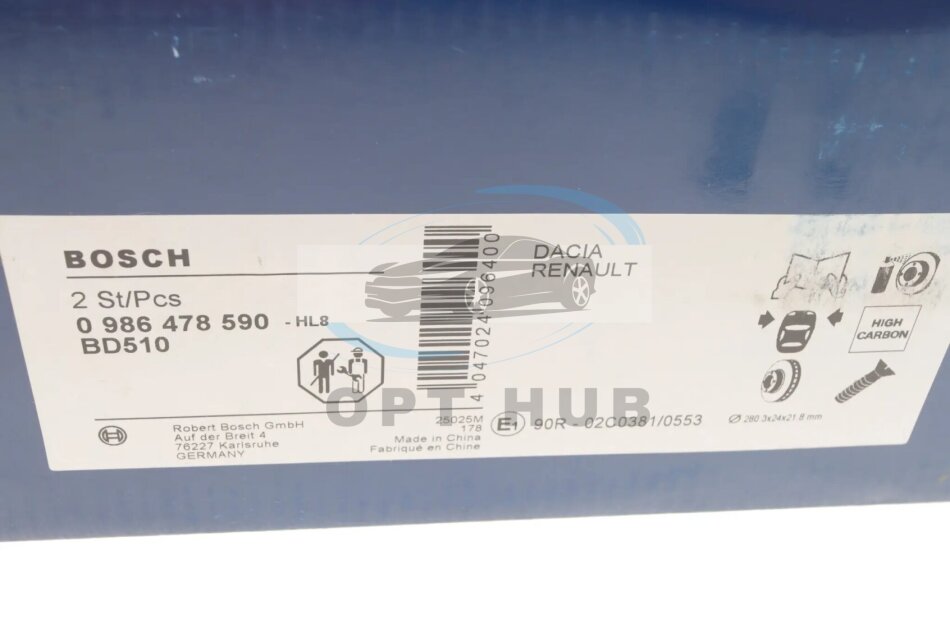 BOSCH
2 St/Pcs
0 986 478 590 - HL8
BD510
4 047024 096400
DACIA
RENAULT
HIGH
CARBON
OPT HUB
Robert Bosch GmbH
Auf der Breit 4
76227 Karlsruhe
GERMANY
25025M
178
Made in China
Fabriqué en Chine
E1 90R - 02C0381/0553
Ø 280.3x24x21.8 mm